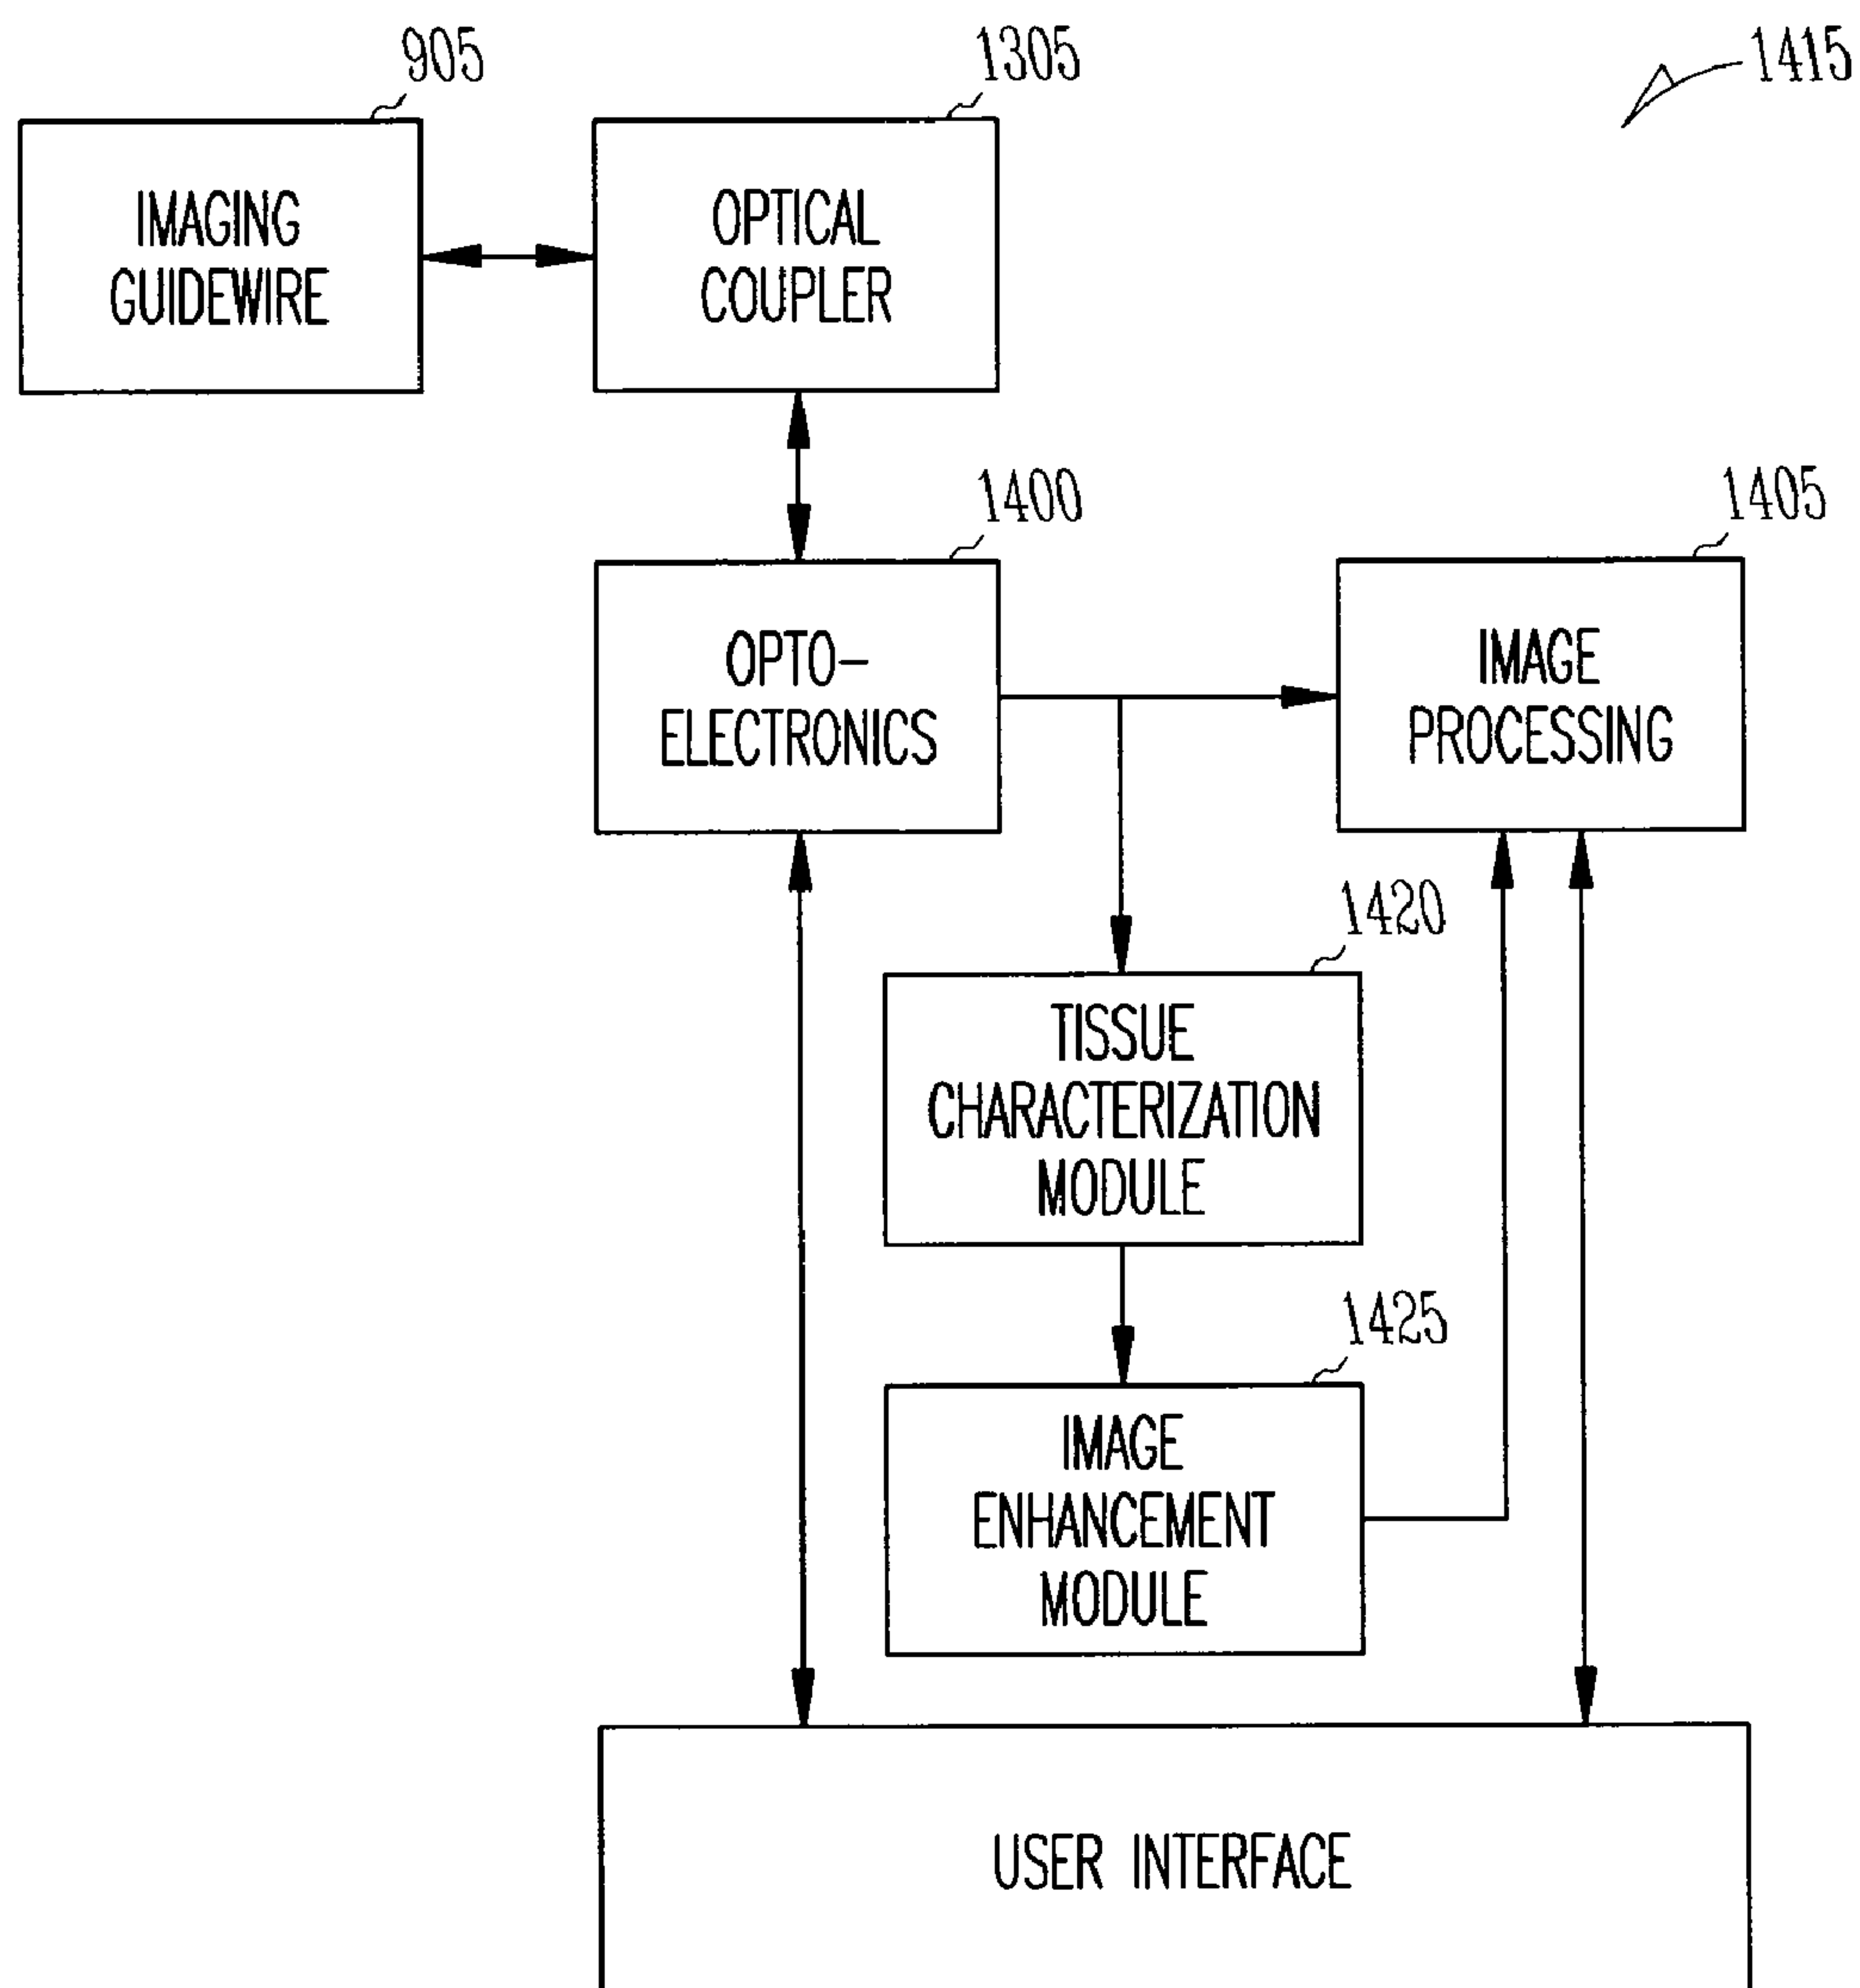 905
1305
1415
IMAGING
GUIDEWIRE
OPTICAL
COUPLER
1400
1405
OPTO-
ELECTRONICS
IMAGE
PROCESSING
1420
TISSUE
CHARACTERIZATION
MODULE
1425
IMAGE
ENHANCEMENT
MODULE
USER INTERFACE